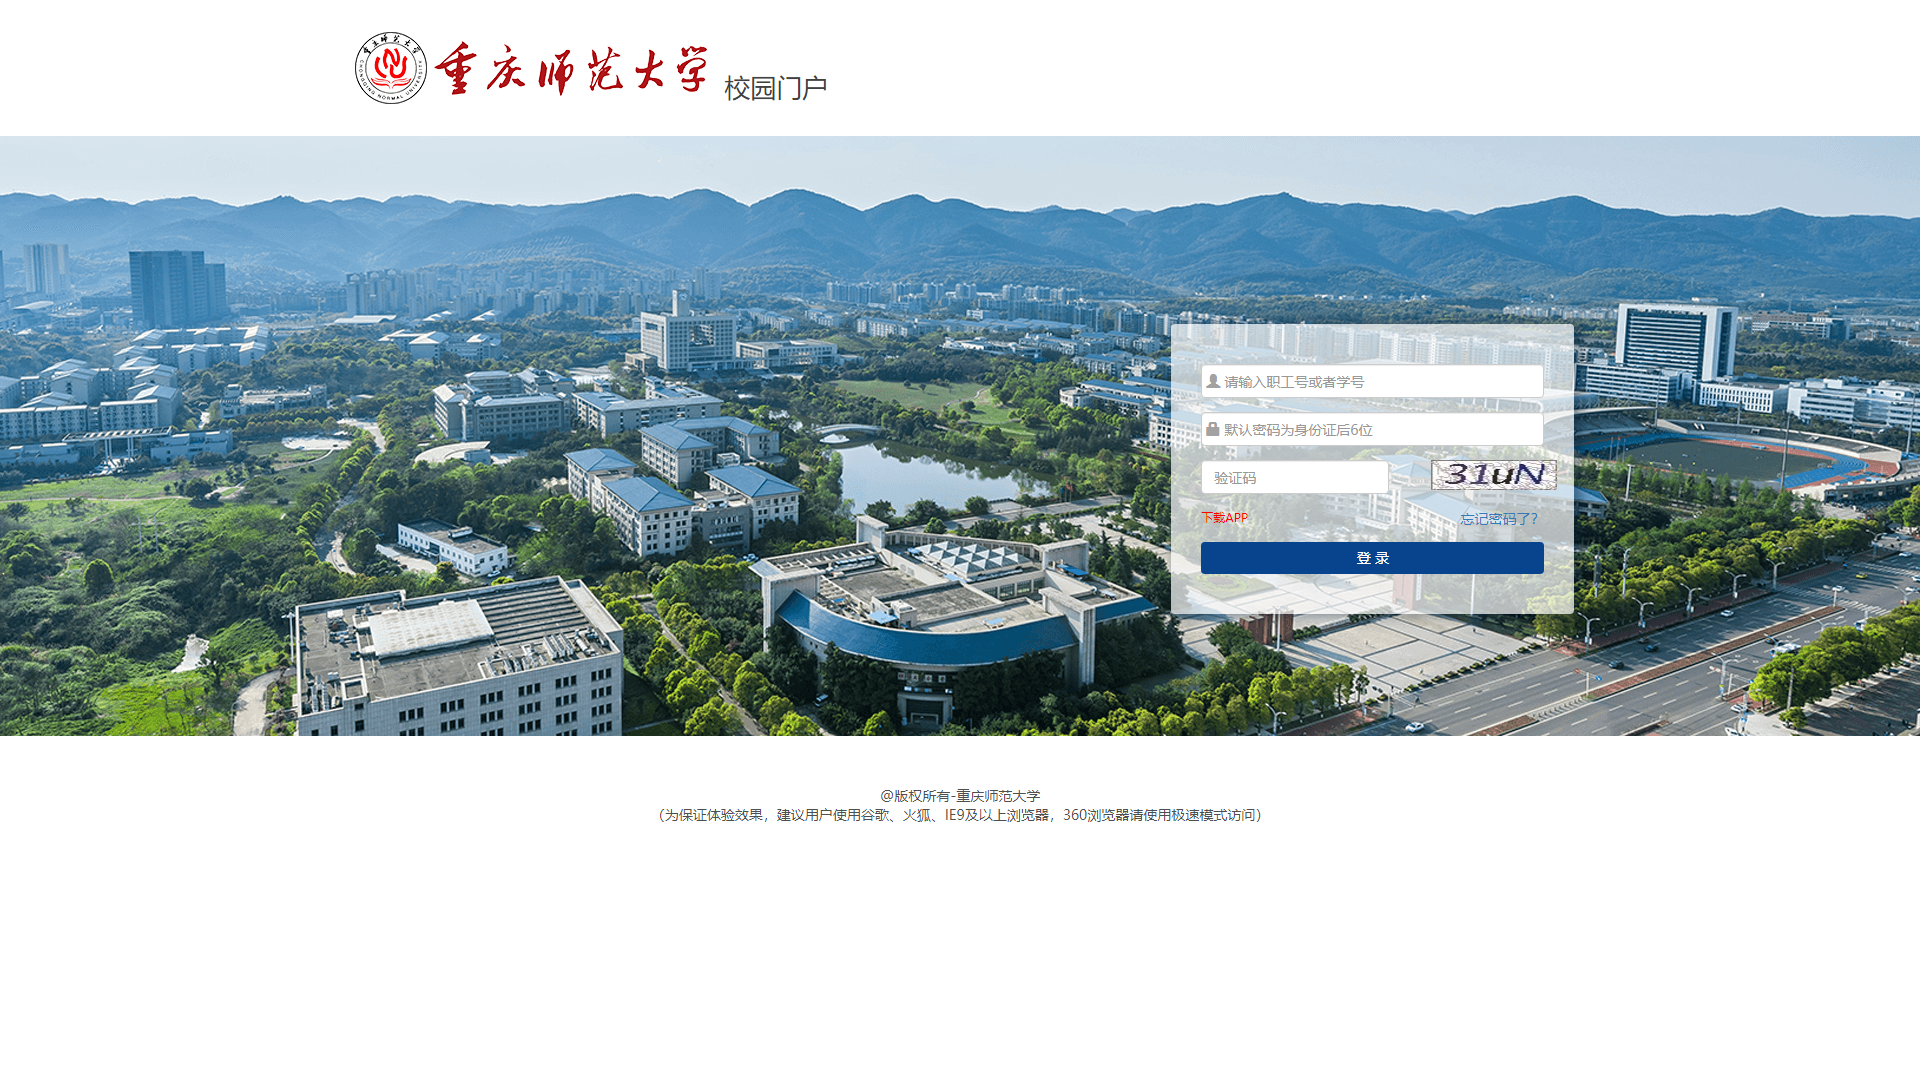 重庆师范大学 校园门户
请输入职工号或者学号
默认密码为身份证后6位
验证码 31uN
下载APP 忘记密码了?
登 录
@版权所有-重庆师范大学
(为保证体验效果，建议用户使用谷歌、火狐、IE9及以上浏览器，360浏览器请使用极速模式访问)